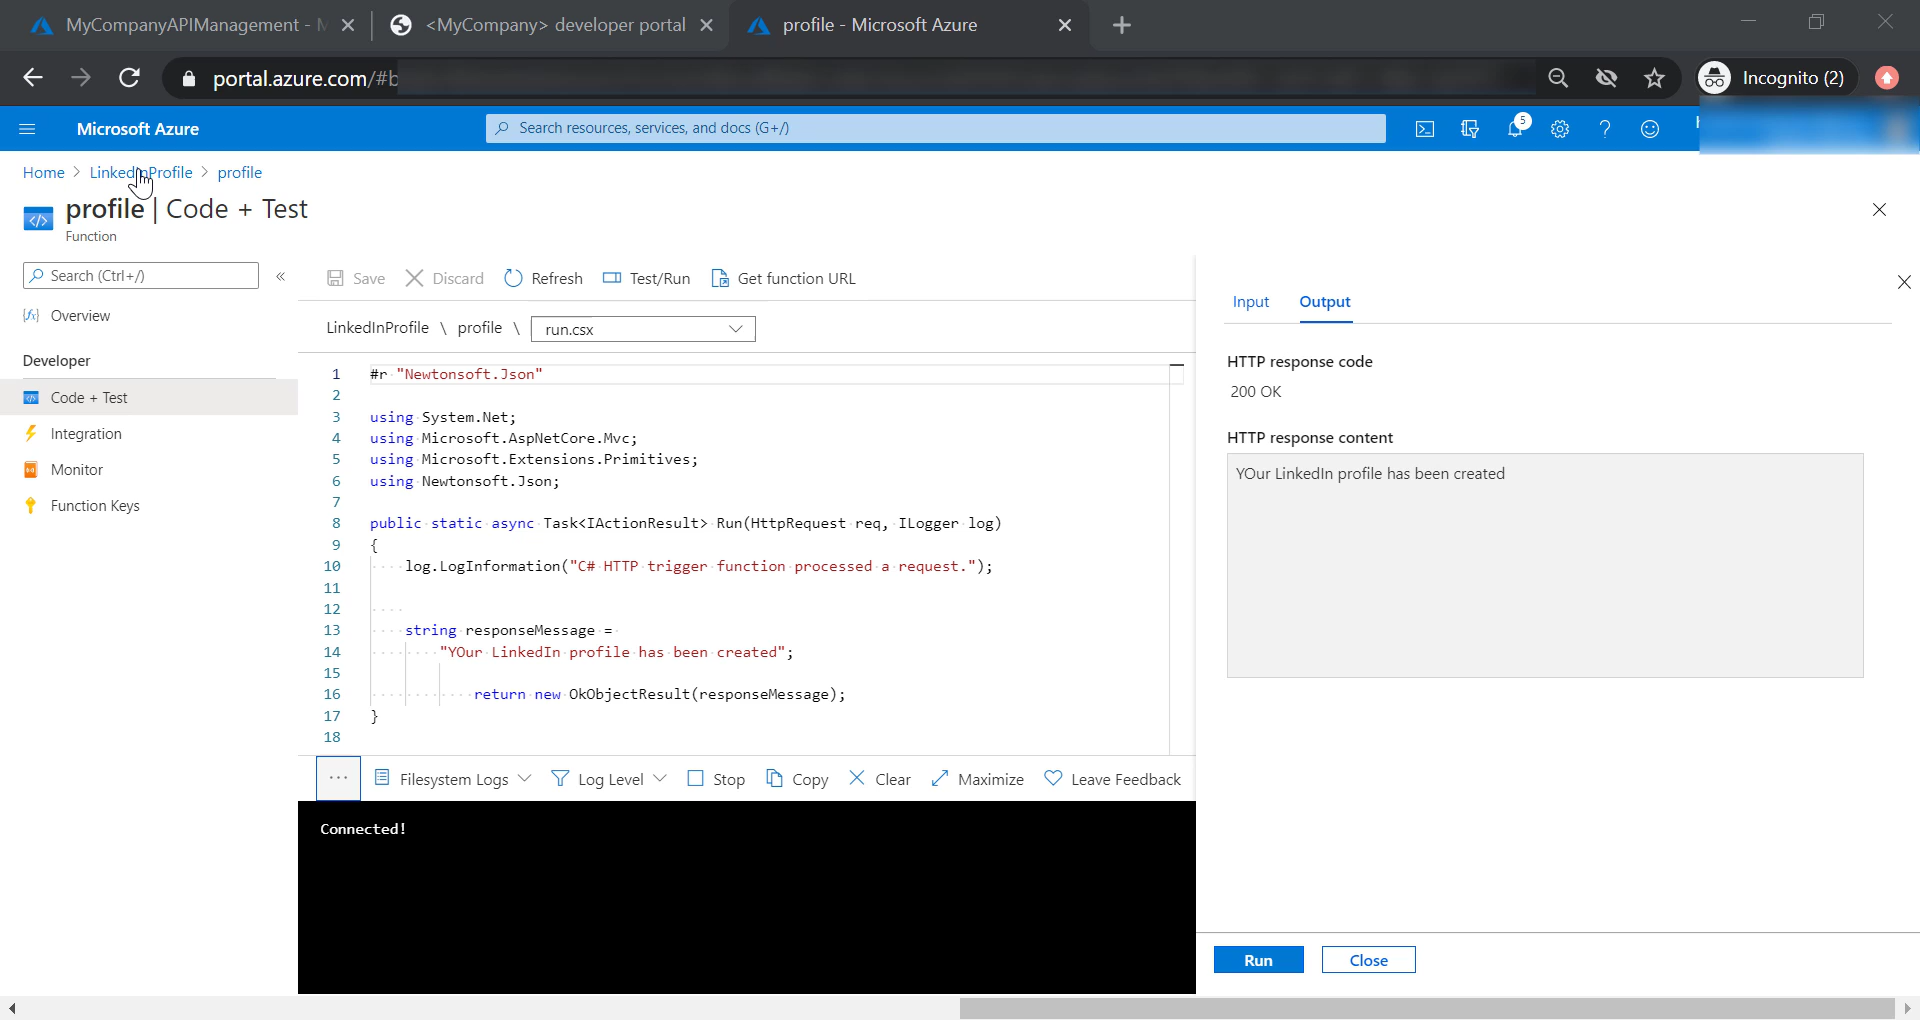 MyCompanyAPIManagement -
<MyCompany> developer portal
profile - Microsoft Azure
portal.azure.com/#b
Incognito (2)
Microsoft Azure
Search resources, services, and docs (G+/)
5
Home > LinkedInProfile > profile
profile | Code + Test
Function
Search (Ctrl+/)
«
Overview
Developer
Code + Test
Integration
Monitor
Function Keys
Save
Discard
Refresh
Test/Run
Get function URL
LinkedInProfile \ profile \ run.csx
1 #r "Newtonsoft.Json"
2
3 using System.Net;
4 using Microsoft.AspNetCore.Mvc;
5 using Microsoft.Extensions.Primitives;
6 using Newtonsoft.Json;
7
8 public static async Task<IActionResult> Run(HttpRequest req, ILogger log)
9 {
10 log.LogInformation("C# HTTP trigger function processed a request.");
11
12
13 string responseMessage =
14 "YOur LinkedIn profile has been created";
15
16 return new OkObjectResult(responseMessage);
17 }
18
... Filesystem Logs Log Level Stop Copy Clear Maximize Leave Feedback
Connected!
Input Output
HTTP response code
200 OK
HTTP response content
YOur LinkedIn profile has been created
Run Close